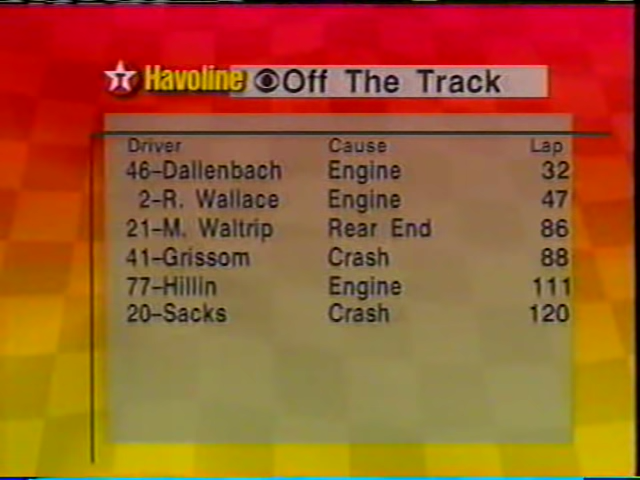 Havoline Off The Track
Driver Cause Lap
46-Dallenbach Engine 32
2-R. Wallace Engine 47
21-M. Waltrip Rear End 86
41-Grissom Crash 88
77-Hillin Engine 111
20-Sacks Crash 120